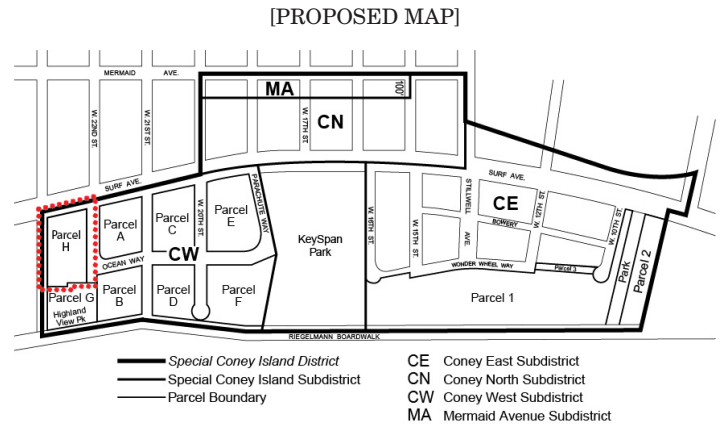 [PROPOSED MAP]
MERMAID AVE.
MA
100'
W. 22ND ST.
W. 21ST ST.
W. 17TH ST.
CN
SURF AVE.
SURF AVE.
Parcel
H
Parcel
A
Parcel
C
W. 20TH ST.
Parcel
E
PARACHUTE WAY
KeySpan
Park
W. 16TH ST.
W. 15TH ST.
STILLWELL
AVE.
CE
BOWERY
W. 12TH ST.
W. 10TH ST.
OCEAN WAY
CW
WONDER WHEEL WAY
Parcel 3
Park
Parcel 2
Parcel G
Highland
View Pk
Parcel
B
Parcel
D
Parcel
F
Parcel 1
RIEGELMANN BOARDWALK
Special Coney Island District
Special Coney Island Subdistrict
Parcel Boundary
CE Coney East Subdistrict
CN Coney North Subdistrict
CW Coney West Subdistrict
MA Mermaid Avenue Subdistrict